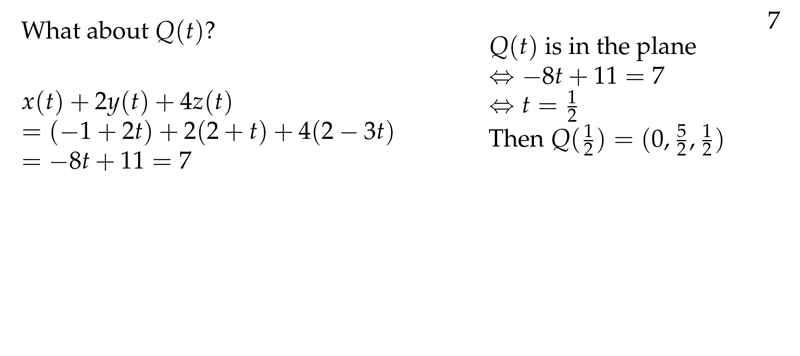 7
What about Q(t)?
x(t) + 2y(t) + 4z(t)
= (−1 + 2t) + 2(2 + t) + 4(2 − 3t)
= −8t + 11 = 7
Q(t) is in the plane
⇔ −8t + 11 = 7
⇔ t = 1/2
Then Q(1/2) = (0, 5/2, 1/2)